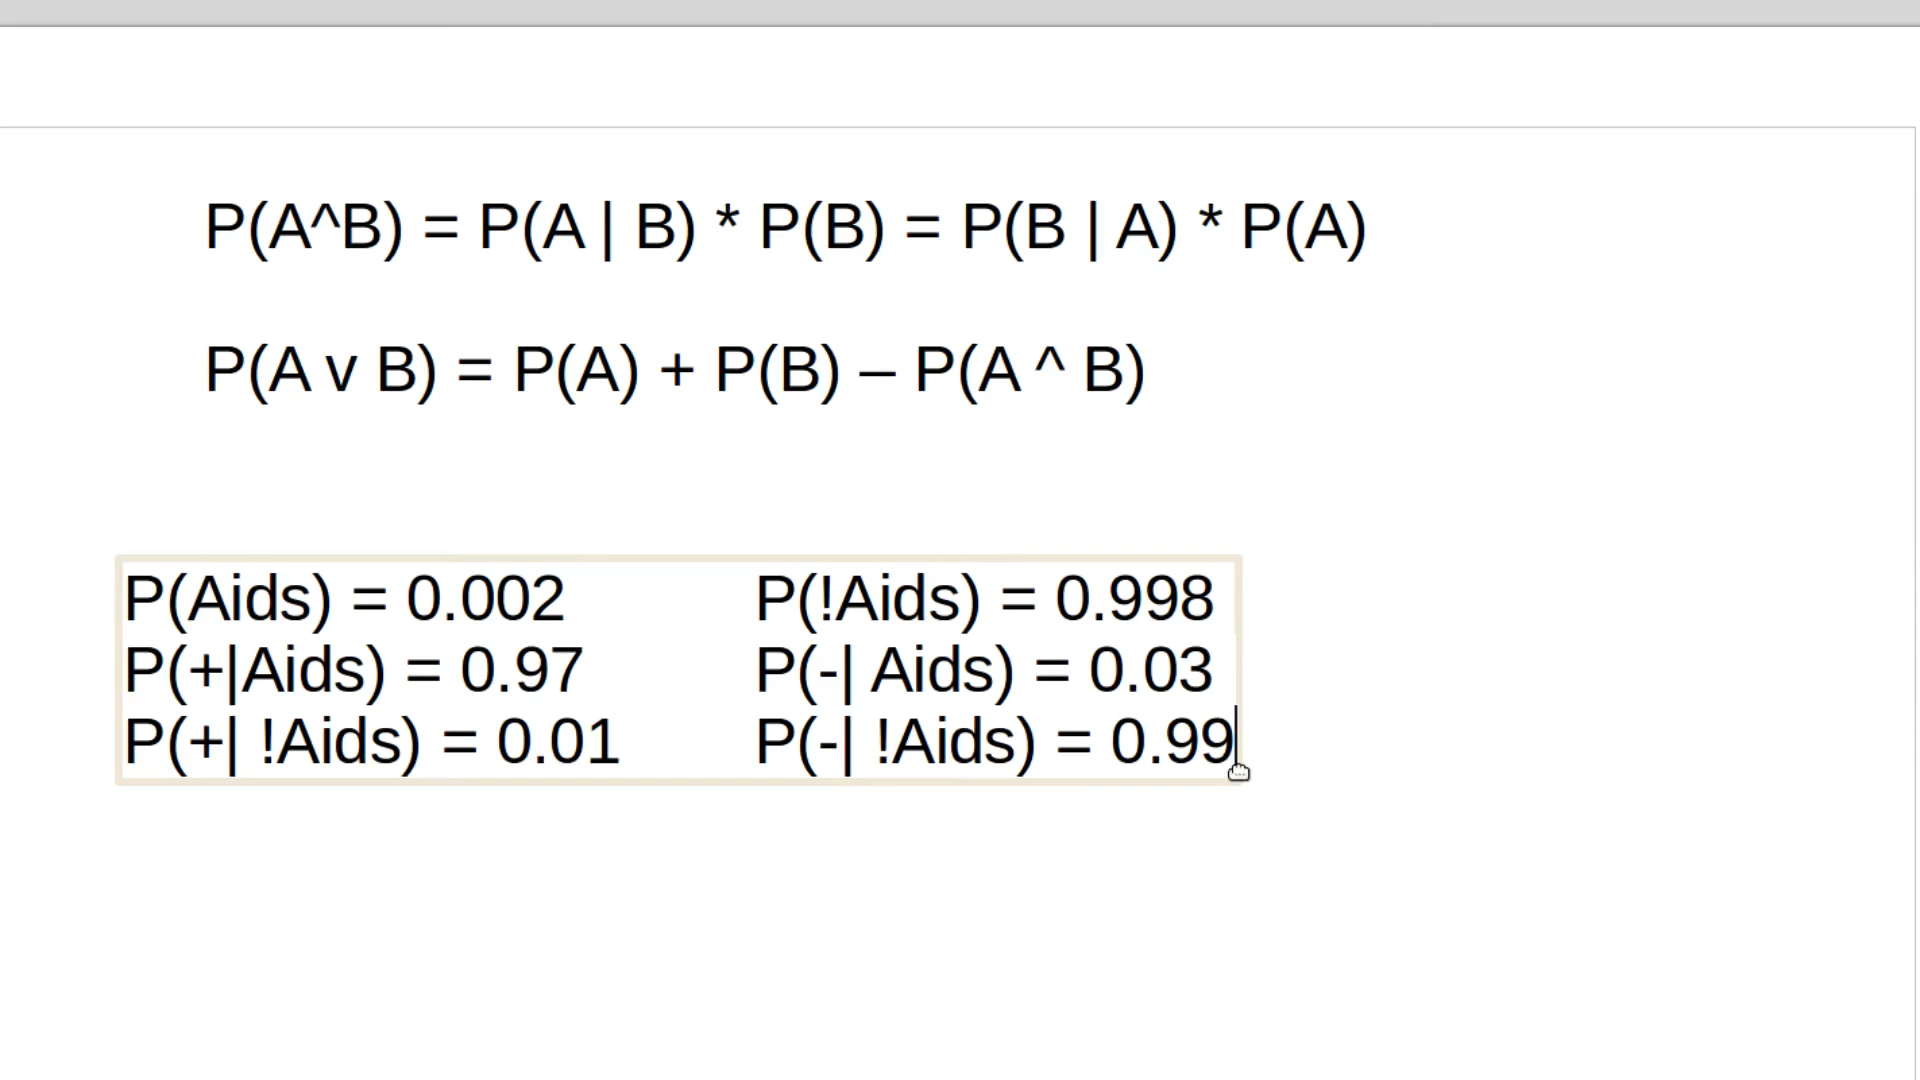 P(A^B) = P(A | B) * P(B) = P(B | A) * P(A)
P(A v B) = P(A) + P(B) – P(A ^ B)
P(Aids) = 0.002 P(!Aids) = 0.998
P(+|Aids) = 0.97 P(-| Aids) = 0.03
P(+| !Aids) = 0.01 P(-| !Aids) = 0.99